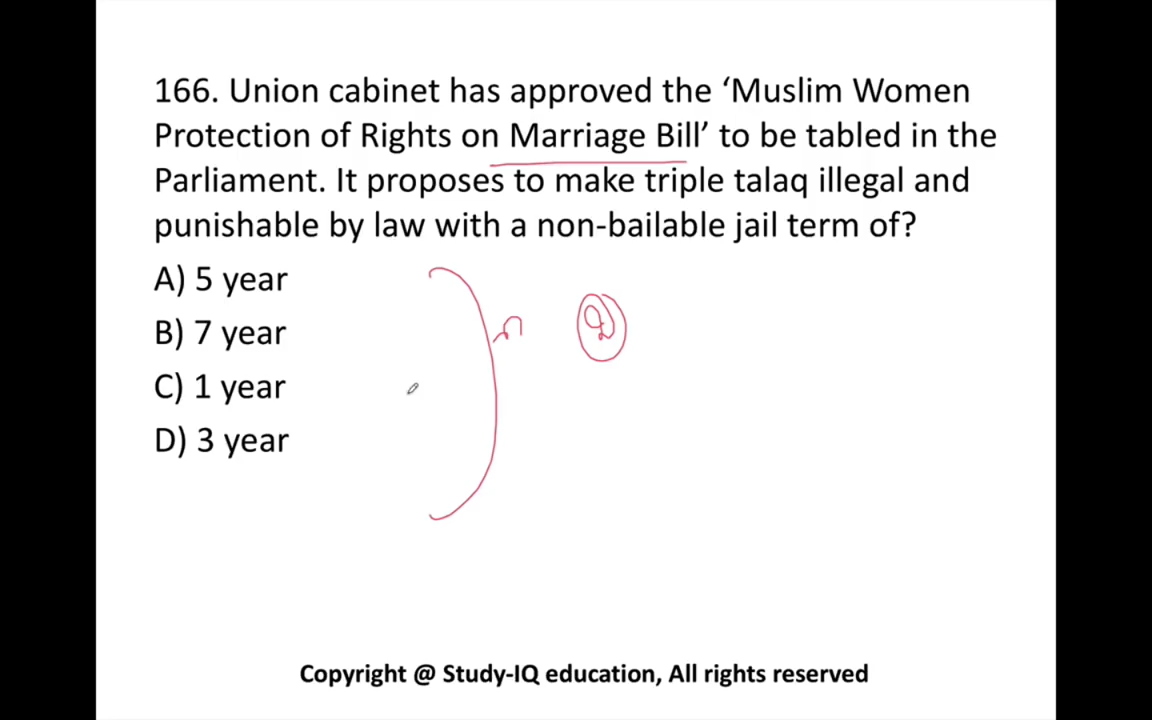 166. Union cabinet has approved the ‘Muslim Women
Protection of Rights on Marriage Bill’ to be tabled in the
Parliament. It proposes to make triple talaq illegal and
punishable by law with a non-bailable jail term of?
A) 5 year
B) 7 year
C) 1 year
D) 3 year
D
Copyright @ Study-IQ education, All rights reserved